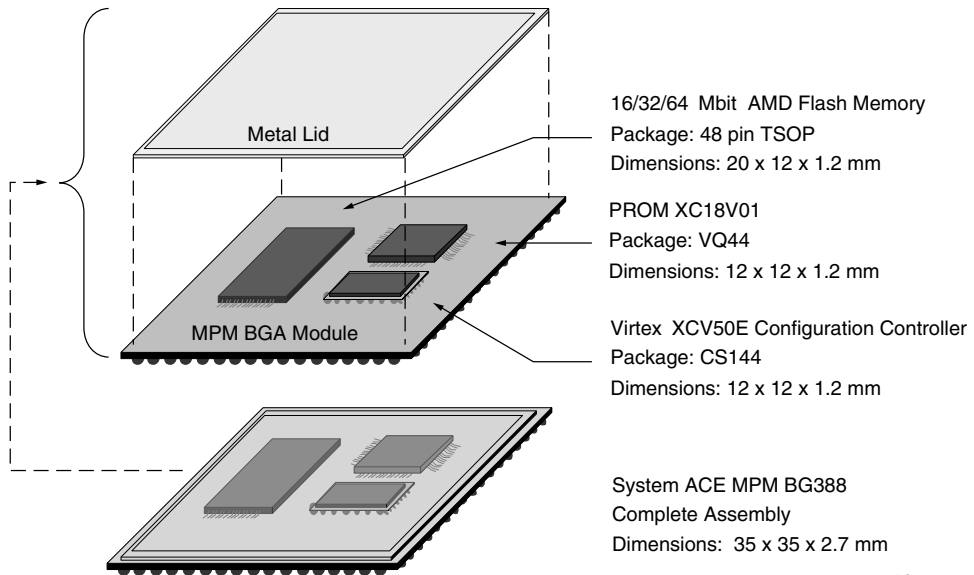 Metal Lid
16/32/64 Mbit AMD Flash Memory
Package: 48 pin TSOP
Dimensions: 20 x 12 x 1.2 mm
PROM XC18V01
Package: VQ44
Dimensions: 12 x 12 x 1.2 mm
MPM BGA Module
Virtex XCV50E Configuration Controller
Package: CS144
Dimensions: 12 x 12 x 1.2 mm
System ACE MPM BG388
Complete Assembly
Dimensions: 35 x 35 x 2.7 mm